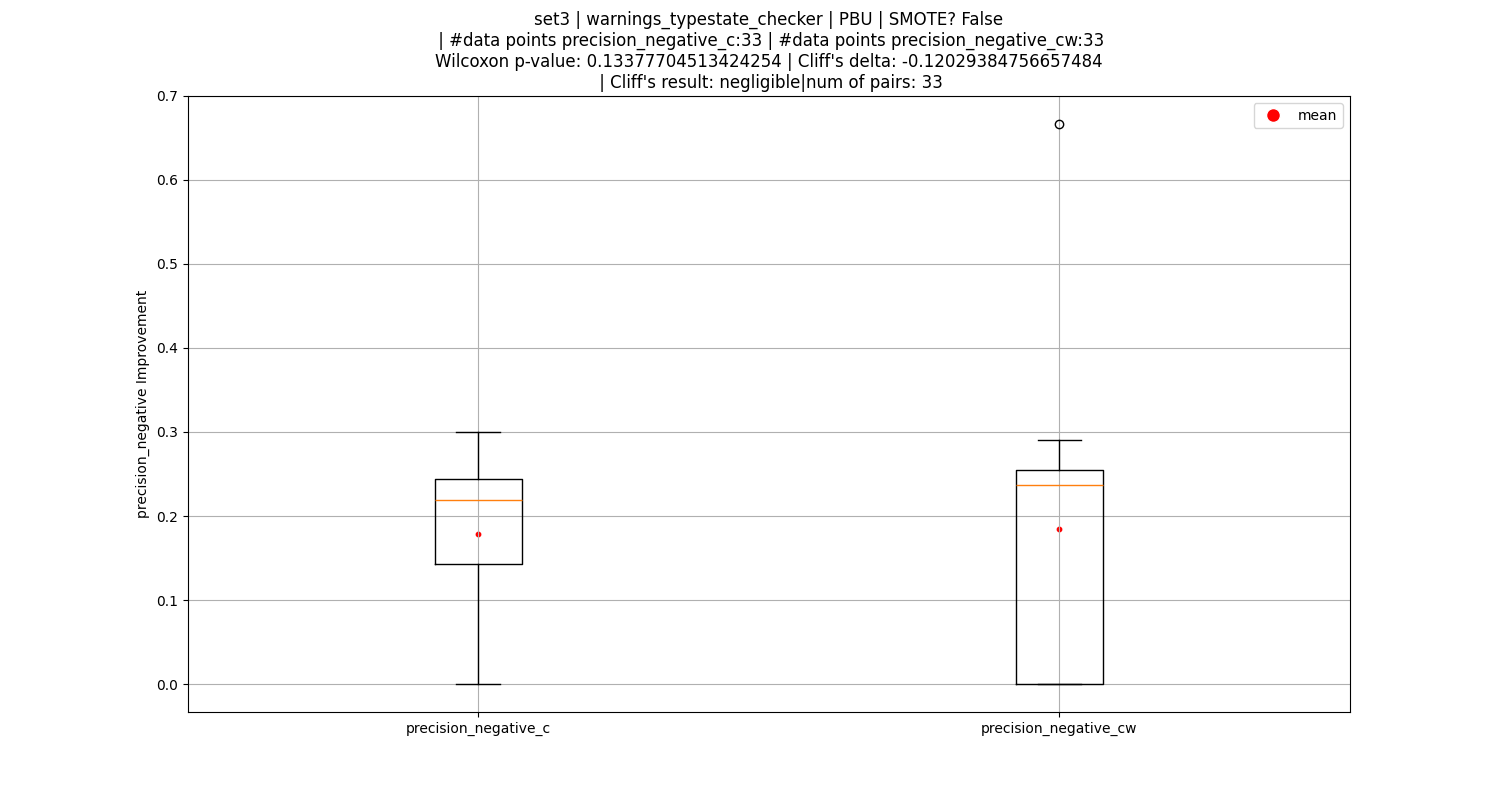 set3 | warnings_typestate_checker | PBU | SMOTE? False
| #data points precision_negative_c:33 | #data points precision_negative_cw:33
Wilcoxon p-value: 0.13377704513424254 | Cliff's delta: -0.12029384756657484
| Cliff's result: negligible|num of pairs: 33
mean
0.7
0.6
0.5
0.4
0.3
0.2
0.1
0.0
precision_negative Improvement
precision_negative_c
precision_negative_cw